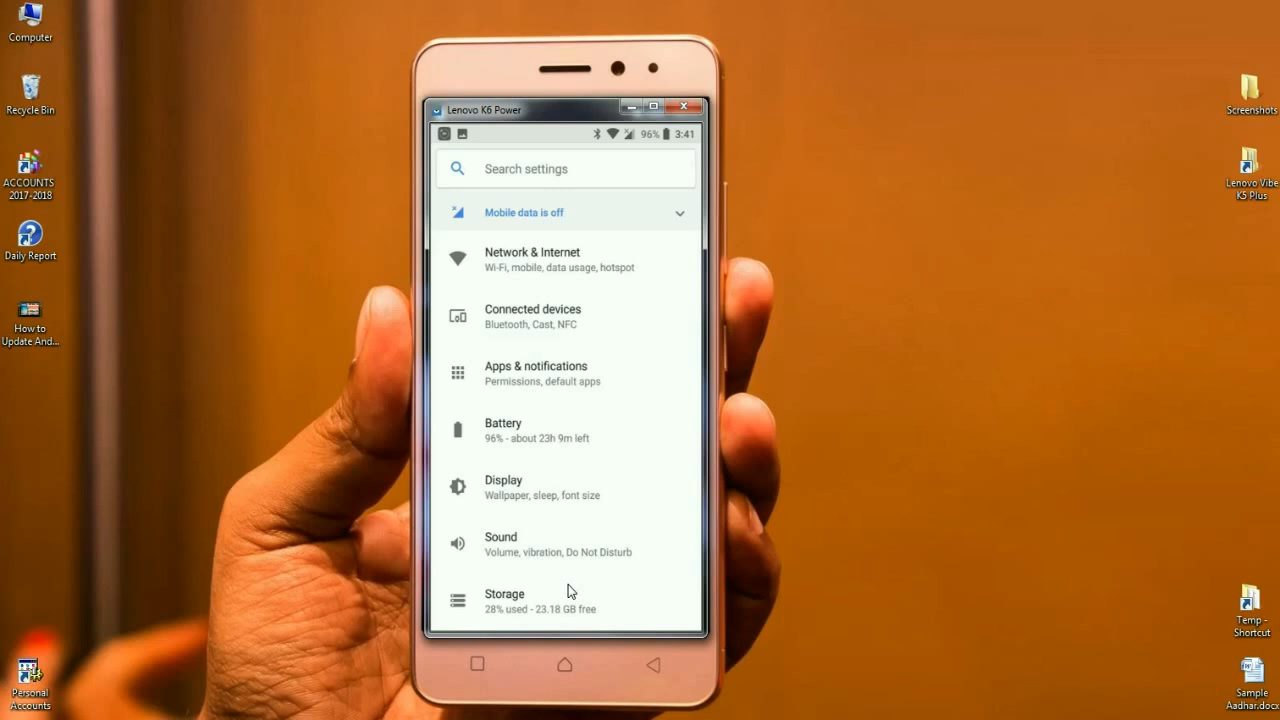 Computer
Recycle Bin
ACCOUNTS
2017-2018
Daily Report
How to
Update And...
Personal
Accounts
Lenovo K6 Power
96% 3:41
Search settings
Mobile data is off
Network & Internet
Wi-Fi, mobile, data usage, hotspot
Connected devices
Bluetooth, Cast, NFC
Apps & notifications
Permissions, default apps
Battery
96% - about 23h 9m left
Display
Wallpaper, sleep, font size
Sound
Volume, vibration, Do Not Disturb
Storage
28% used - 23.18 GB free
Screenshots
Lenovo Vibe
K5 Plus
Temp -
Shortcut
Sample
Aadhar.docx